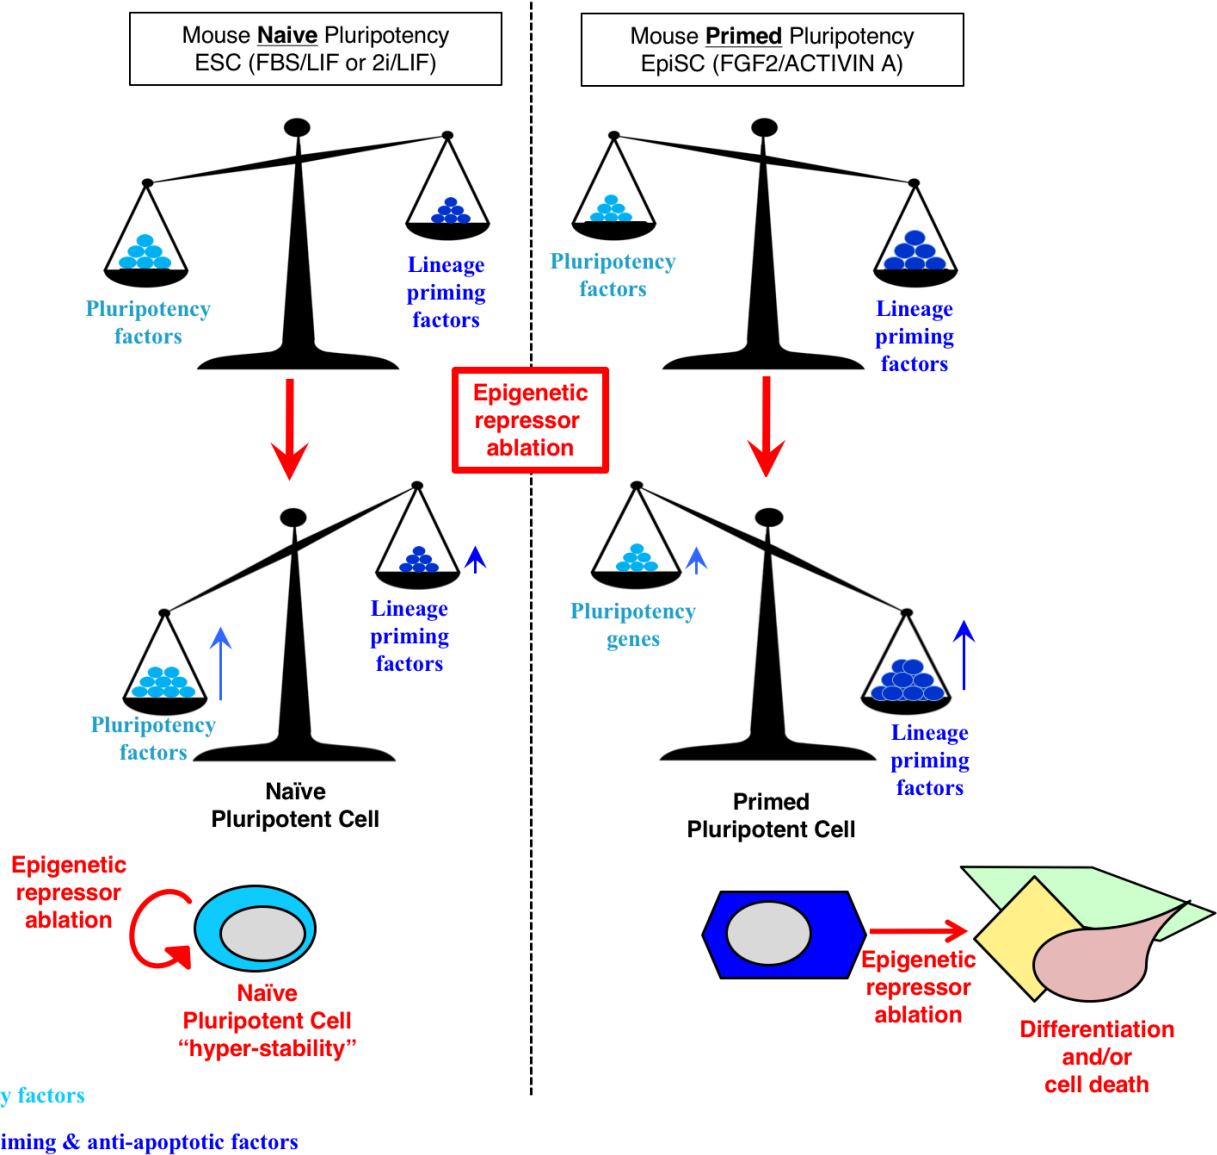 Mouse Naive Pluripotency
ESC (FBS/LIF or 2i/LIF)
Mouse Primed Pluripotency
EpiSC (FGF2/ACTIVIN A)
Pluripotency
factors
Lineage
priming
factors
Pluripotency
factors
Lineage
priming
factors
Epigenetic
repressor
ablation
Pluripotency
factors
Lineage
priming
factors
Pluripotency
genes
Lineage
priming
factors
Naïve
Pluripotent Cell
Primed
Pluripotent Cell
Epigenetic
repressor
ablation
Naïve
Pluripotent Cell
“hyper-stability”
Epigenetic
repressor
ablation
Differentiation
and/or
cell death
y factors
iming & anti-apoptotic factors